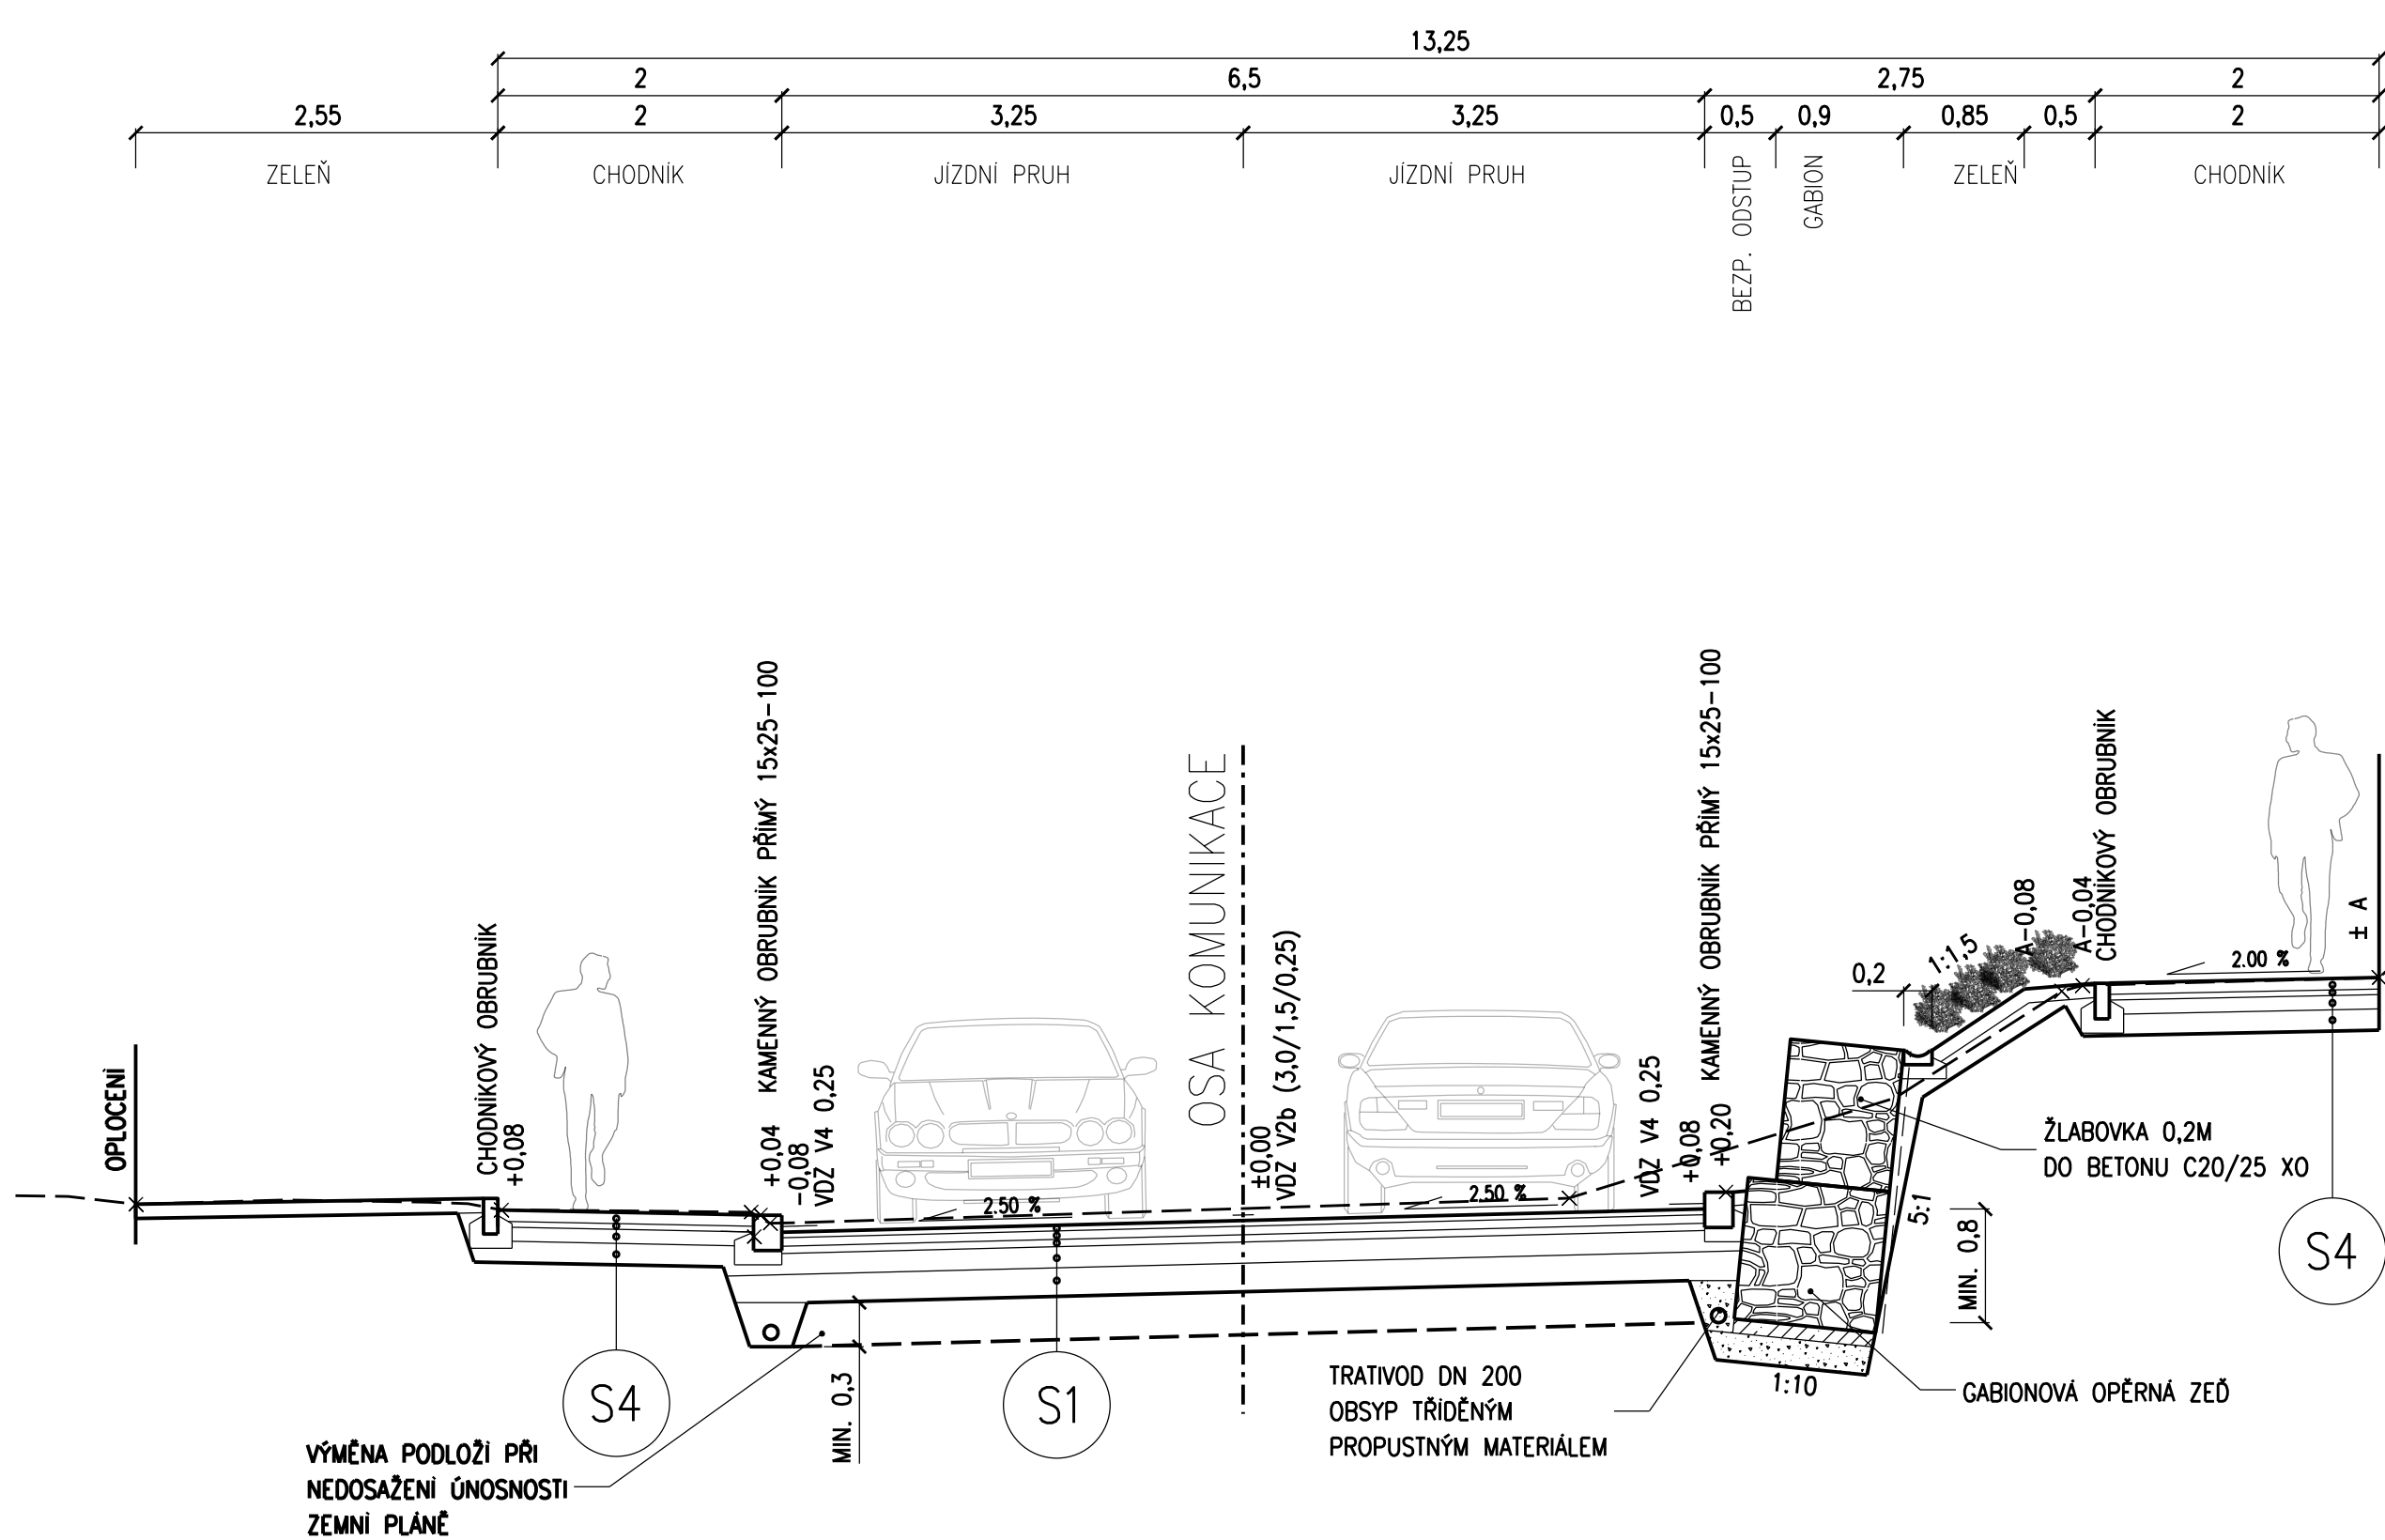 13,25
2
6,5
2,75
2
2,55
2
3,25
3,25
0,5
0,9
0,85
0,5
2
ZELEŇ
CHODNÍK
JÍZDNÍ PRUH
JÍZDNÍ PRUH
BEZP. ODSTUP
GABION
ZELEŇ
CHODNÍK
OPLOCENÍ
CHODNÍKOVÝ OBRUBNÍK
+0,08
KAMENNÝ OBRUBNÍK PŘÍMÝ 15x25-100
+0,04
-0,08
VDZ V4 0,25
2.50 %
OSA KOMUNIKACE
±0,00
VDZ V2b (3,0/1,5/0,25)
2.50 %
VDZ V4 0,25
+0,08
KAMENNÝ OBRUBNÍK PŘÍMÝ 15x25-100
+0,20
0,2
1:1,5
A-0,08
A-0,04
CHODNÍKOVÝ OBRUBNÍK
2.00 %
± A
ŽLABOVKA 0,2M
DO BETONU C20/25 XO
5:1
MIN. 0,8
S4
S4
S1
MIN. 0,3
1:10
TRATIVOD DN 200
OBSYP TŘÍDĚNÝM
PROPUSTNÝM MATERIÁLEM
GABIONOVÁ OPĚRNÁ ZEĎ
VÝMĚNA PODLOŽÍ PŘI
NEDOSAŽENÍ ÚNOSNOSTI
ZEMNÍ PLÁNĚ